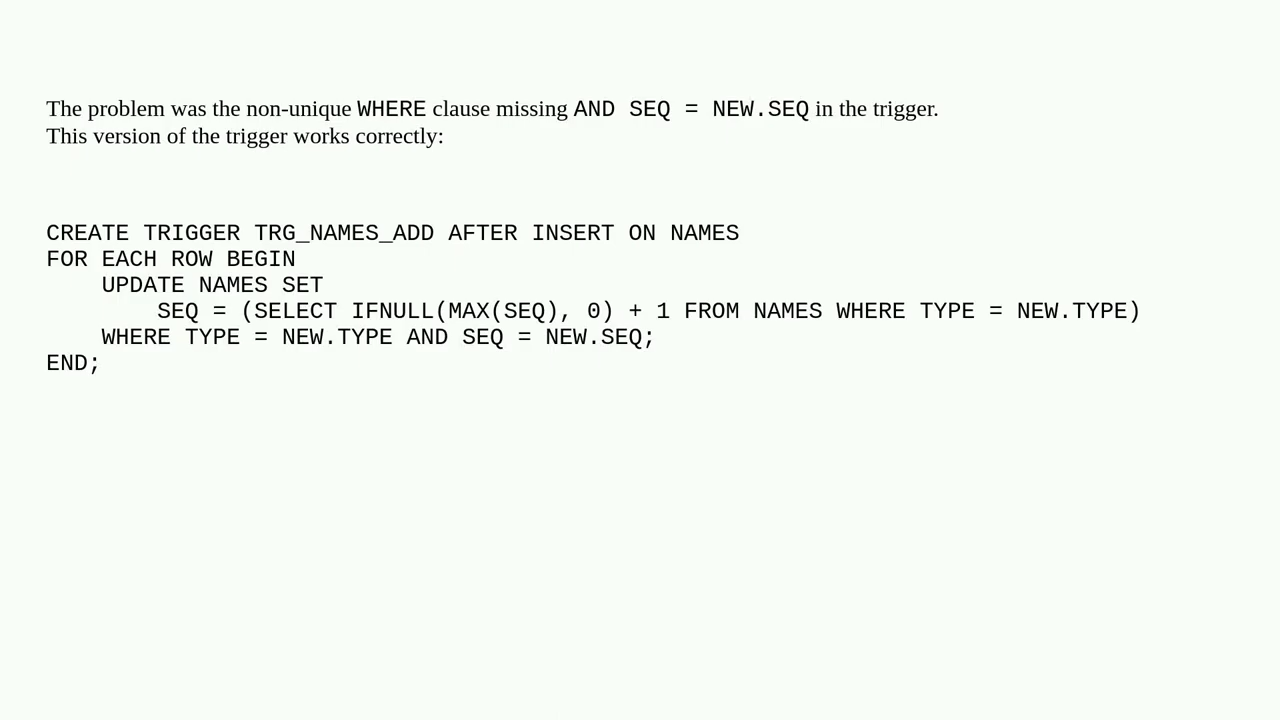 The problem was the non-unique WHERE clause missing AND SEQ = NEW.SEQ in the trigger.
This version of the trigger works correctly:
CREATE TRIGGER TRG_NAMES_ADD AFTER INSERT ON NAMES
FOR EACH ROW BEGIN
    UPDATE NAMES SET
        SEQ = (SELECT IFNULL(MAX(SEQ), 0) + 1 FROM NAMES WHERE TYPE = NEW.TYPE)
    WHERE TYPE = NEW.TYPE AND SEQ = NEW.SEQ;
END;